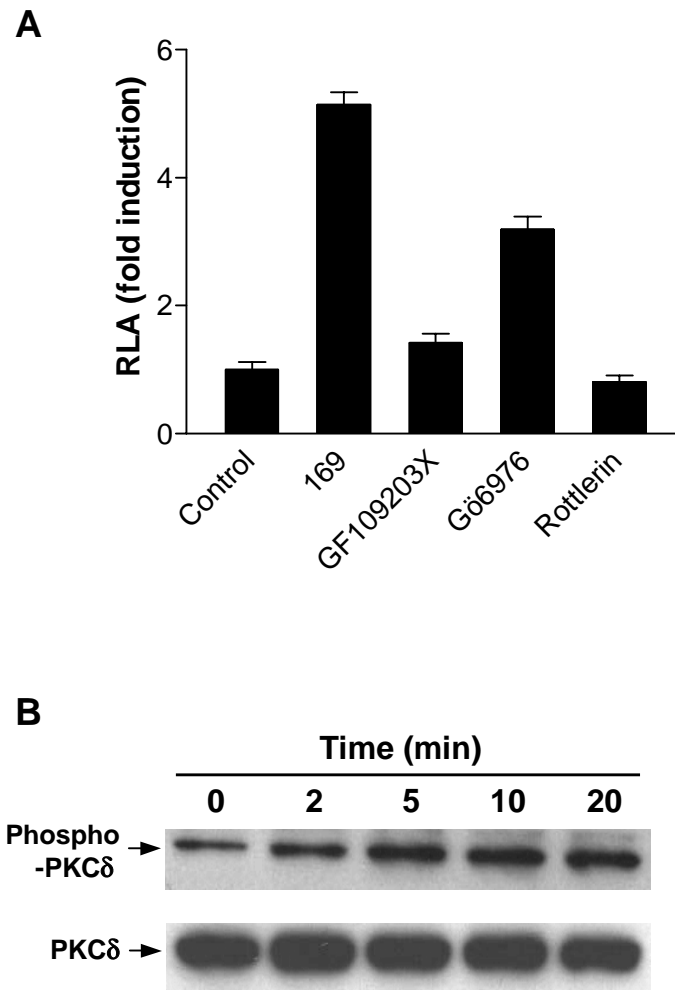 A
RLA (fold induction)
6
4
2
0
Control
169
GF109203X
Gö6976
Rottlerin
B
Time (min)
0 2 5 10 20
Phospho
-PKCδ
PKCδ